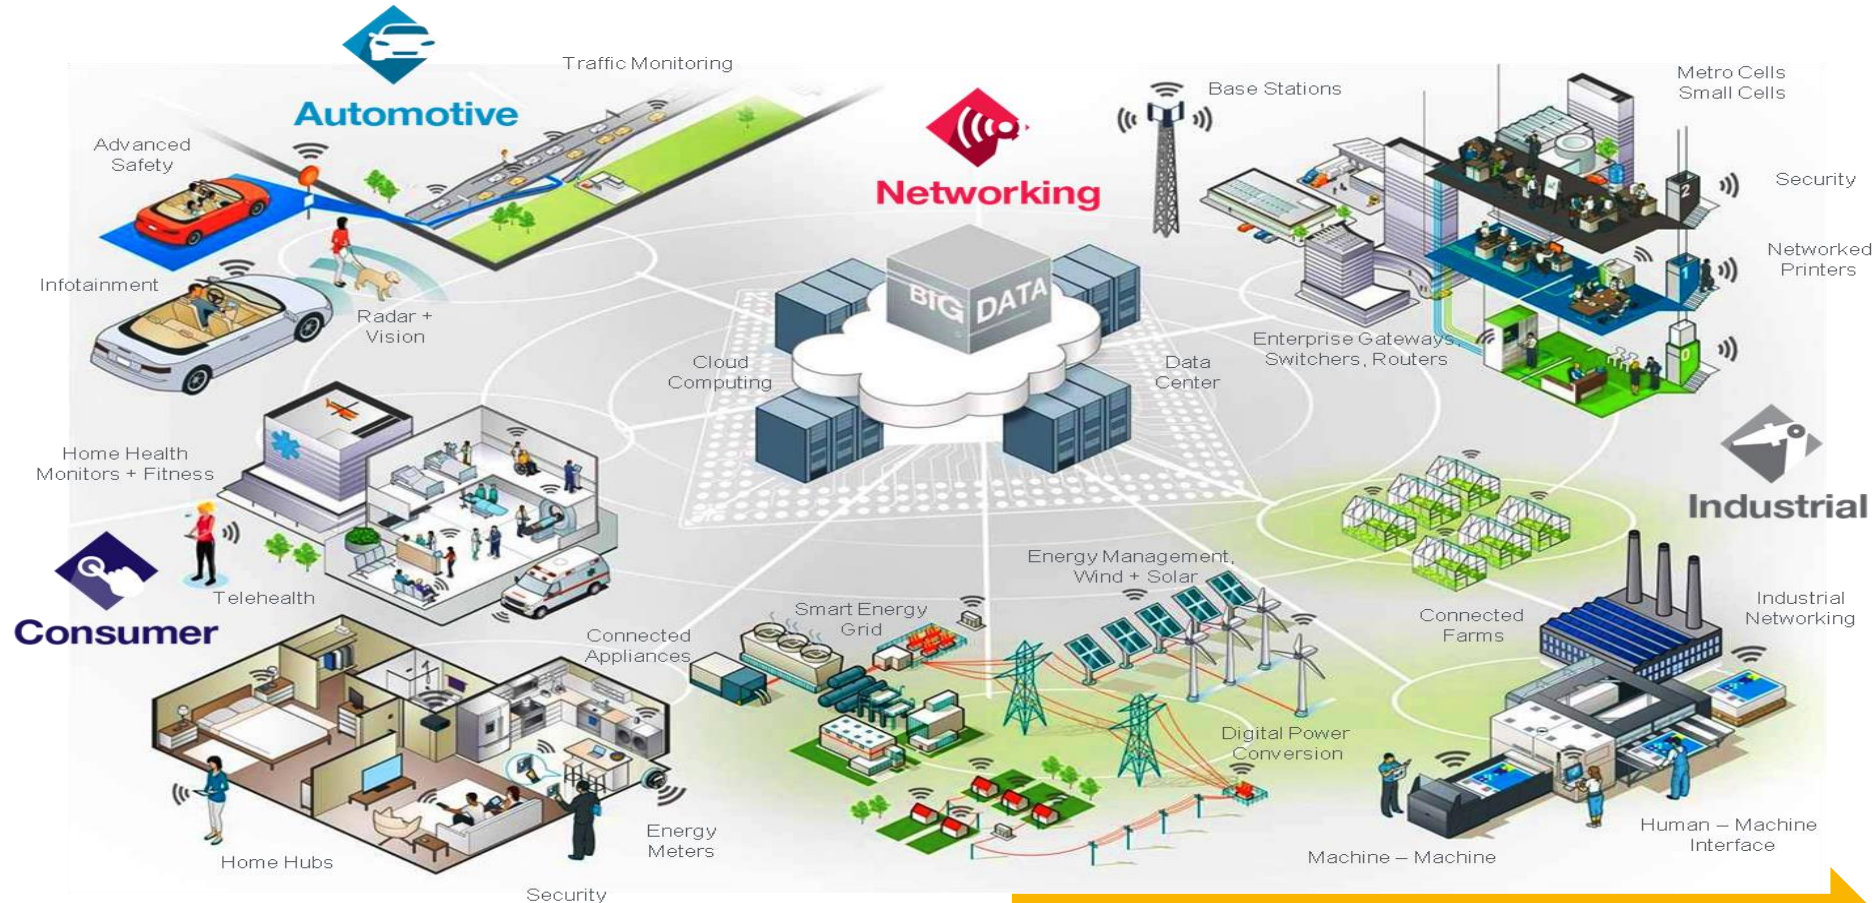 Automotive
Traffic Monitoring
Advanced
Safety
Infotainment
Radar +
Vision
Networking
Base Stations
Metro Cells
Small Cells
Security
Networked
Printers
2
1
0
Enterprise Gateways,
Switchers, Routers
BIG DATA
Cloud
Computing
Data
Center
Home Health
Monitors + Fitness
Telehealth
Consumer
Industrial
Energy Management,
Wind + Solar
Smart Energy
Grid
Connected
Appliances
Connected
Farms
Industrial
Networking
Digital Power
Conversion
Energy
Meters
Home Hubs
Security
Human – Machine
Interface
Machine – Machine